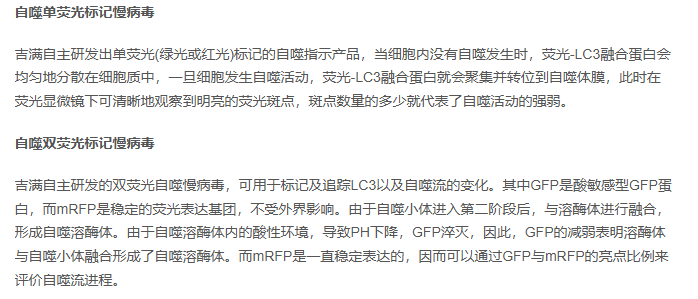 自噬单荧光标记慢病毒
吉满自主研发出单荧光(绿光或红光)标记的自噬指示产品，当细胞内没有自噬发生时，荧光-LC3融合蛋白会
均匀地分散在细胞质中，一旦细胞发生自噬活动，荧光-LC3融合蛋白就会聚集并转位到自噬体膜，此时在
荧光显微镜下可清晰地观察到明亮的荧光斑点，斑点数量的多少就代表了自噬活动的强弱。
自噬双荧光标记慢病毒
吉满自主研发的双荧光自噬慢病毒，可用于标记及追踪LC3以及自噬流的变化。其中GFP是酸敏感型GFP蛋
白，而mRFP是稳定的荧光表达基团，不受外界影响。由于自噬小体进入第二阶段后，与溶酶体进行融合，
形成自噬溶酶体。由于自噬溶酶体内的酸性环境，导致PH下降，GFP淬灭，因此，GFP的减弱表明溶酶体
与自噬小体融合形成了自噬溶酶体。而mRFP是一直稳定表达的，因而可以通过GFP与mRFP的亮点比例来
评价自噬流进程。